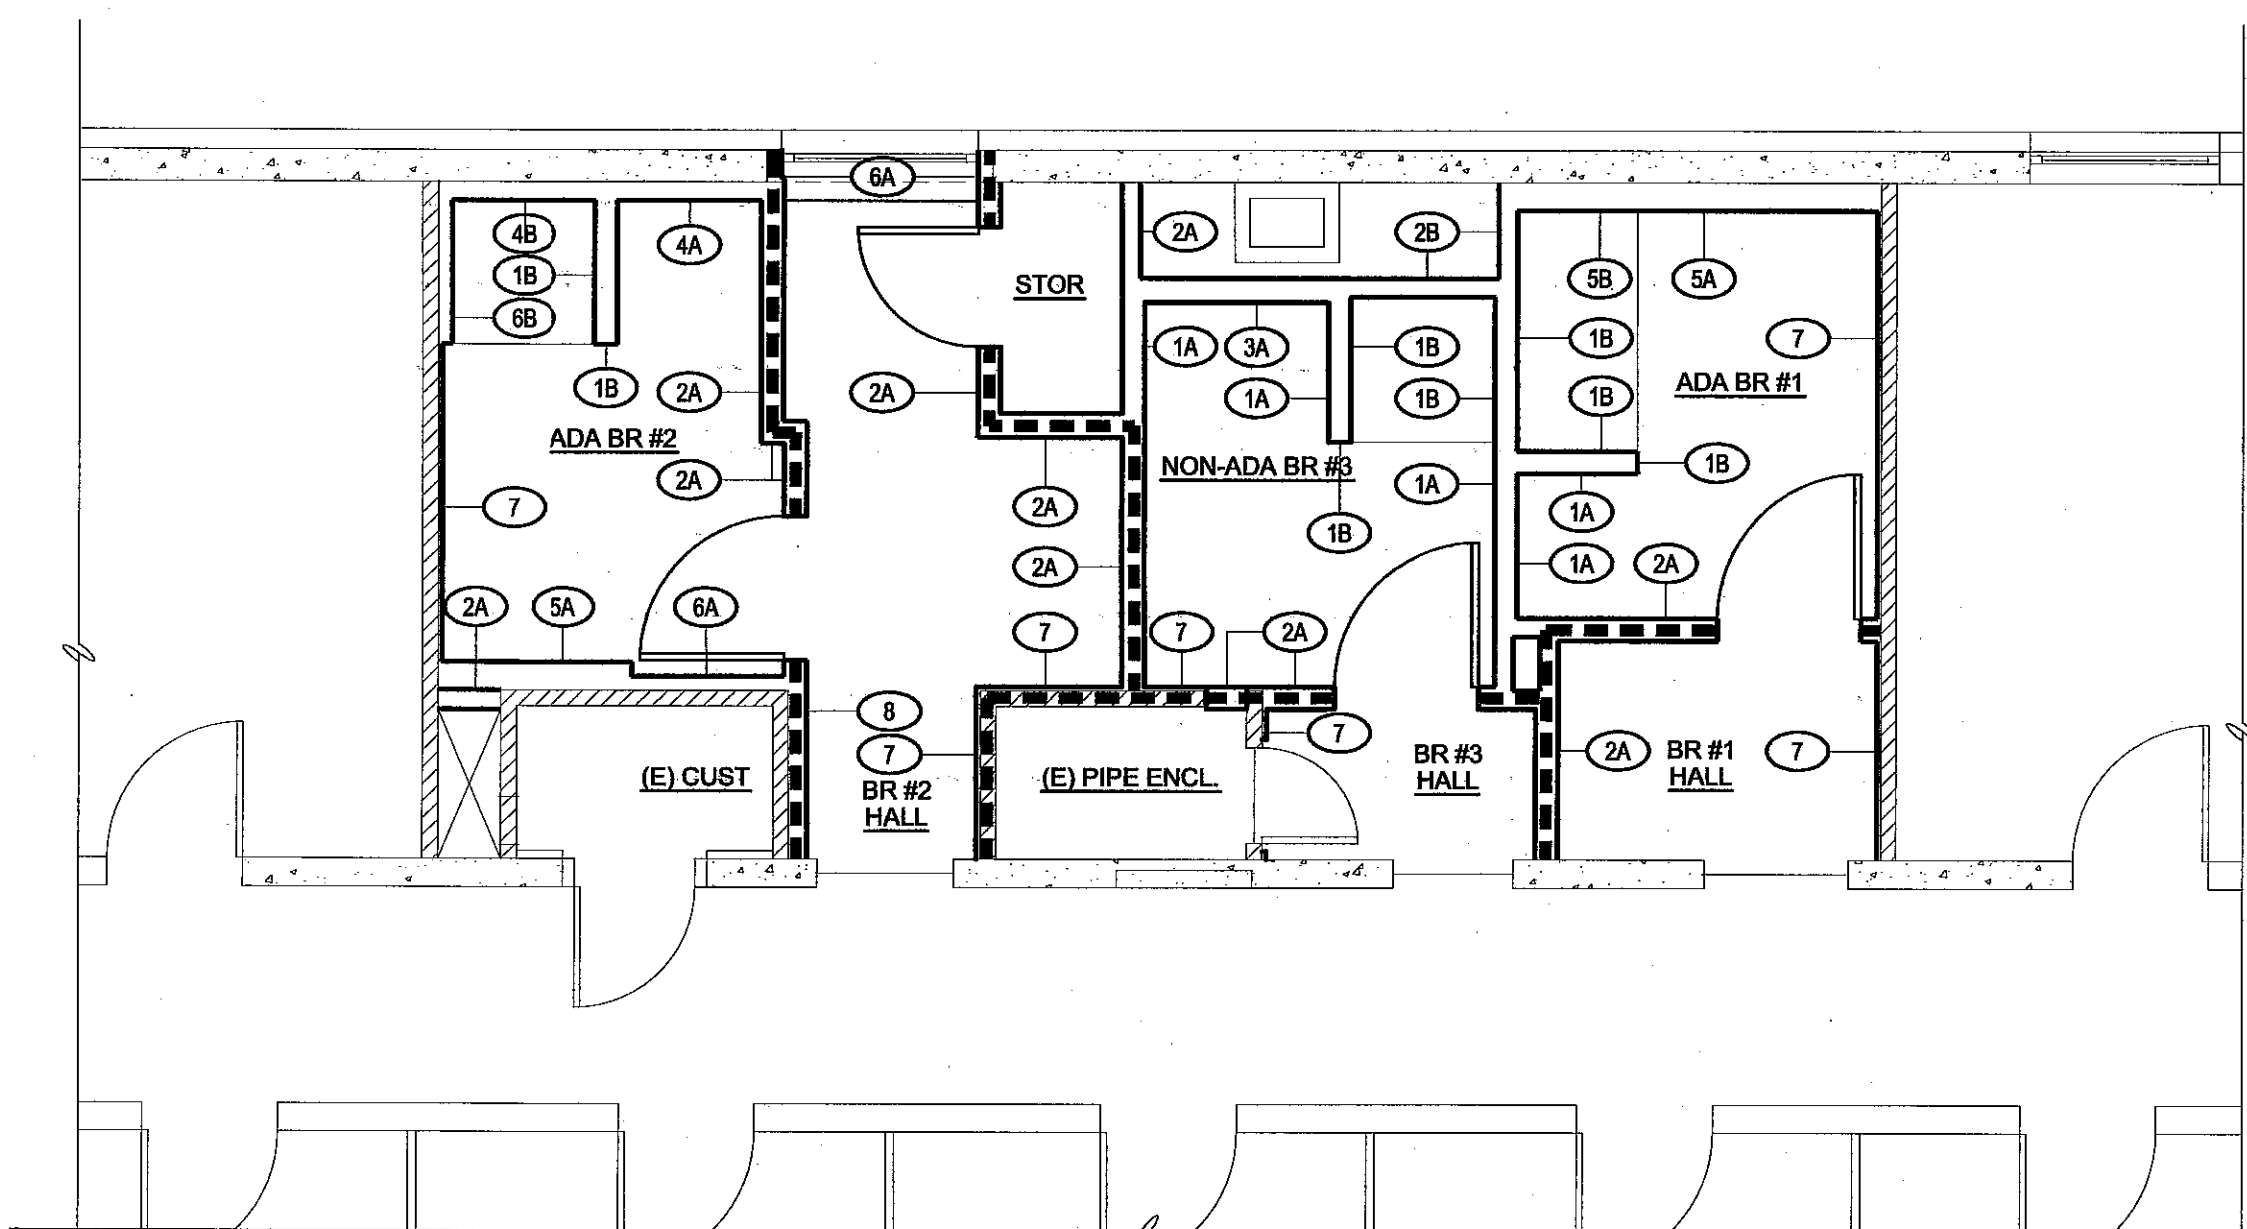 6A
4B
4A
2A
2B
1B
5B
5A
STOR
6B
1A
3A
1B
1B
7
1B
2A
2A
1A
1B
1B
ADA BR #1
ADA BR #2
2A
NON-ADA BR #3
1A
1B
7
2A
1B
1A
2A
1A
2A
2A
5A
6A
7
7
2A
8
7
7
BR #2
HALL
(E) CUST
(E) PIPE ENCL.
BR #3
HALL
2A
BR #1
HALL
7